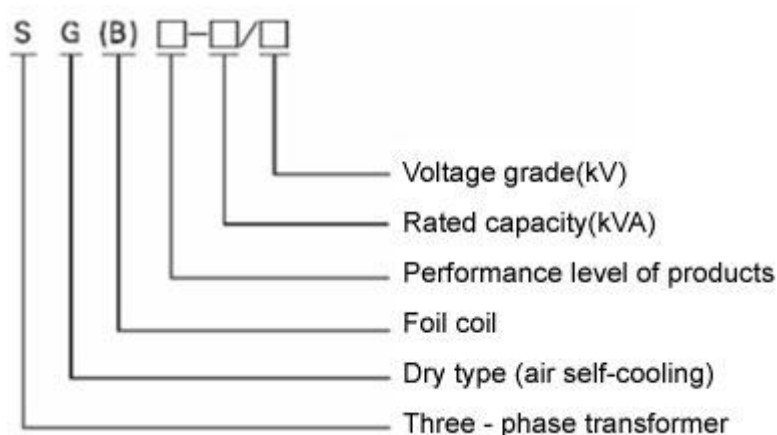 S G (B) □-□/□
Voltage grade(kV)
Rated capacity(kVA)
Performance level of products
Foil coil
Dry type (air self-cooling)
Three - phase transformer